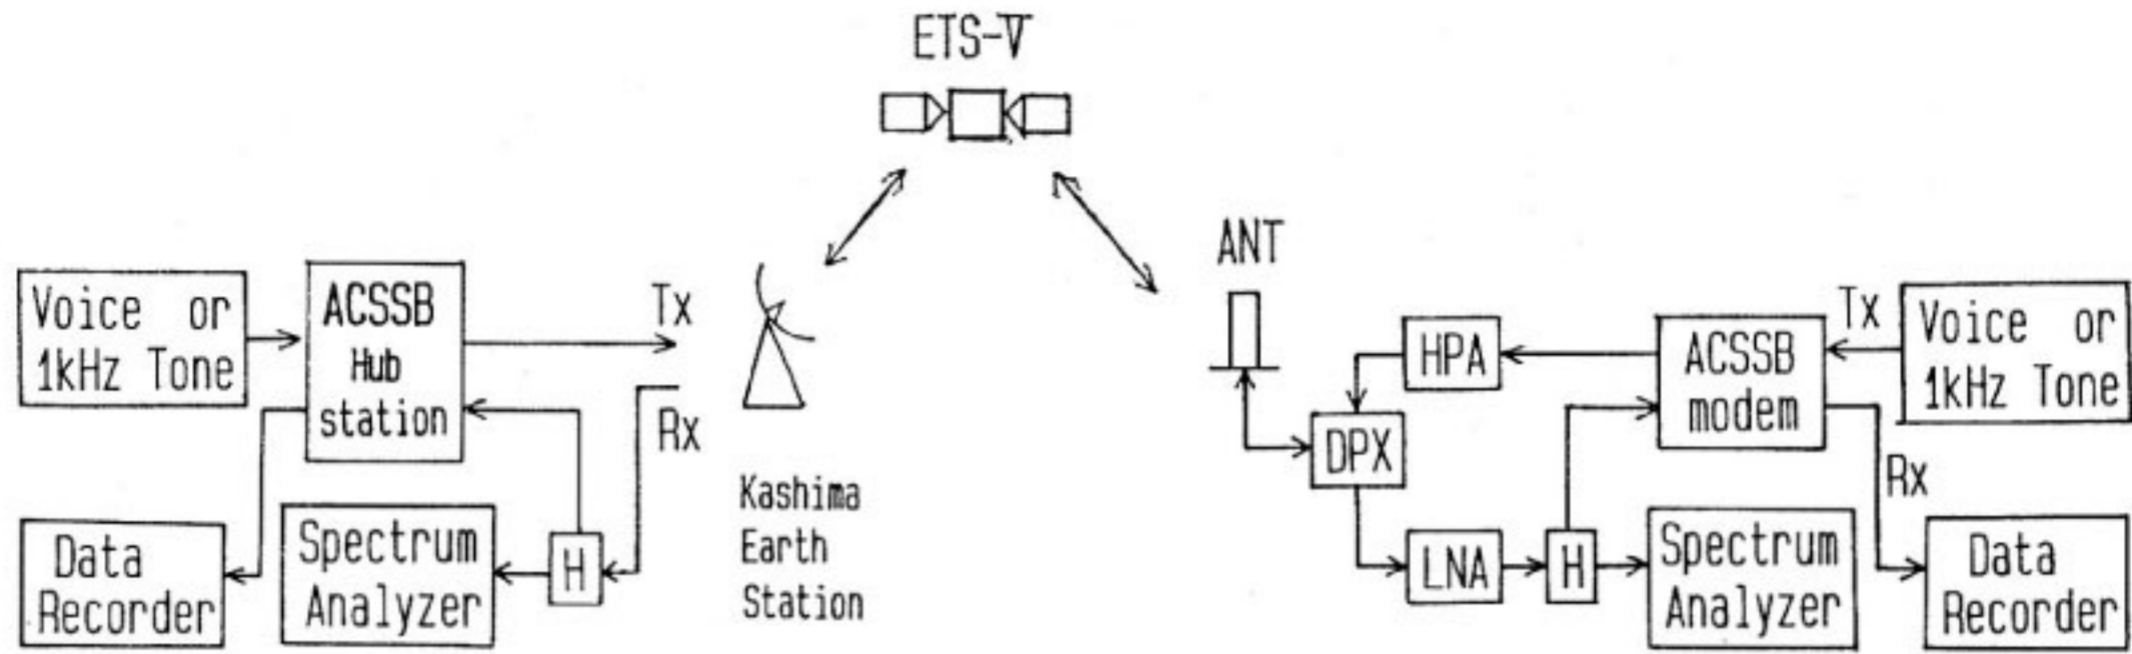 ETS-V
ANT
Voice or
1kHz Tone
ACSSB
Hub
station
Tx
Rx
Data
Recorder
Spectrum
Analyzer
H
Kashima
Earth
Station
HPA
DPX
LNA
H
ACSSB
modem
Tx
Voice or
1kHz Tone
Rx
Spectrum
Analyzer
Data
Recorder